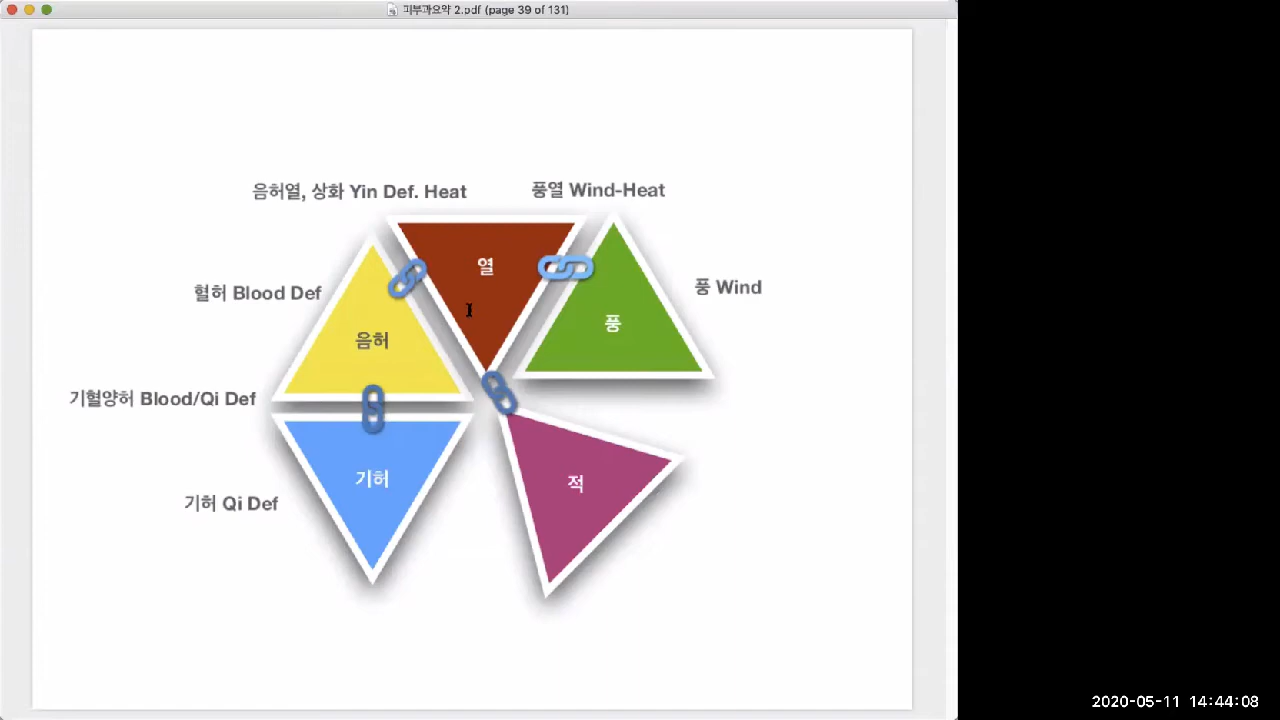 피부과요약 2.pdf (page 39 of 131)
음허열, 상화 Yin Def. Heat
풍열 Wind-Heat
열
혈허 Blood Def
풍 Wind
풍
음허
기혈양허 Blood/Qi Def
기허
적
기허 Qi Def
2020-05-11 14:44:08